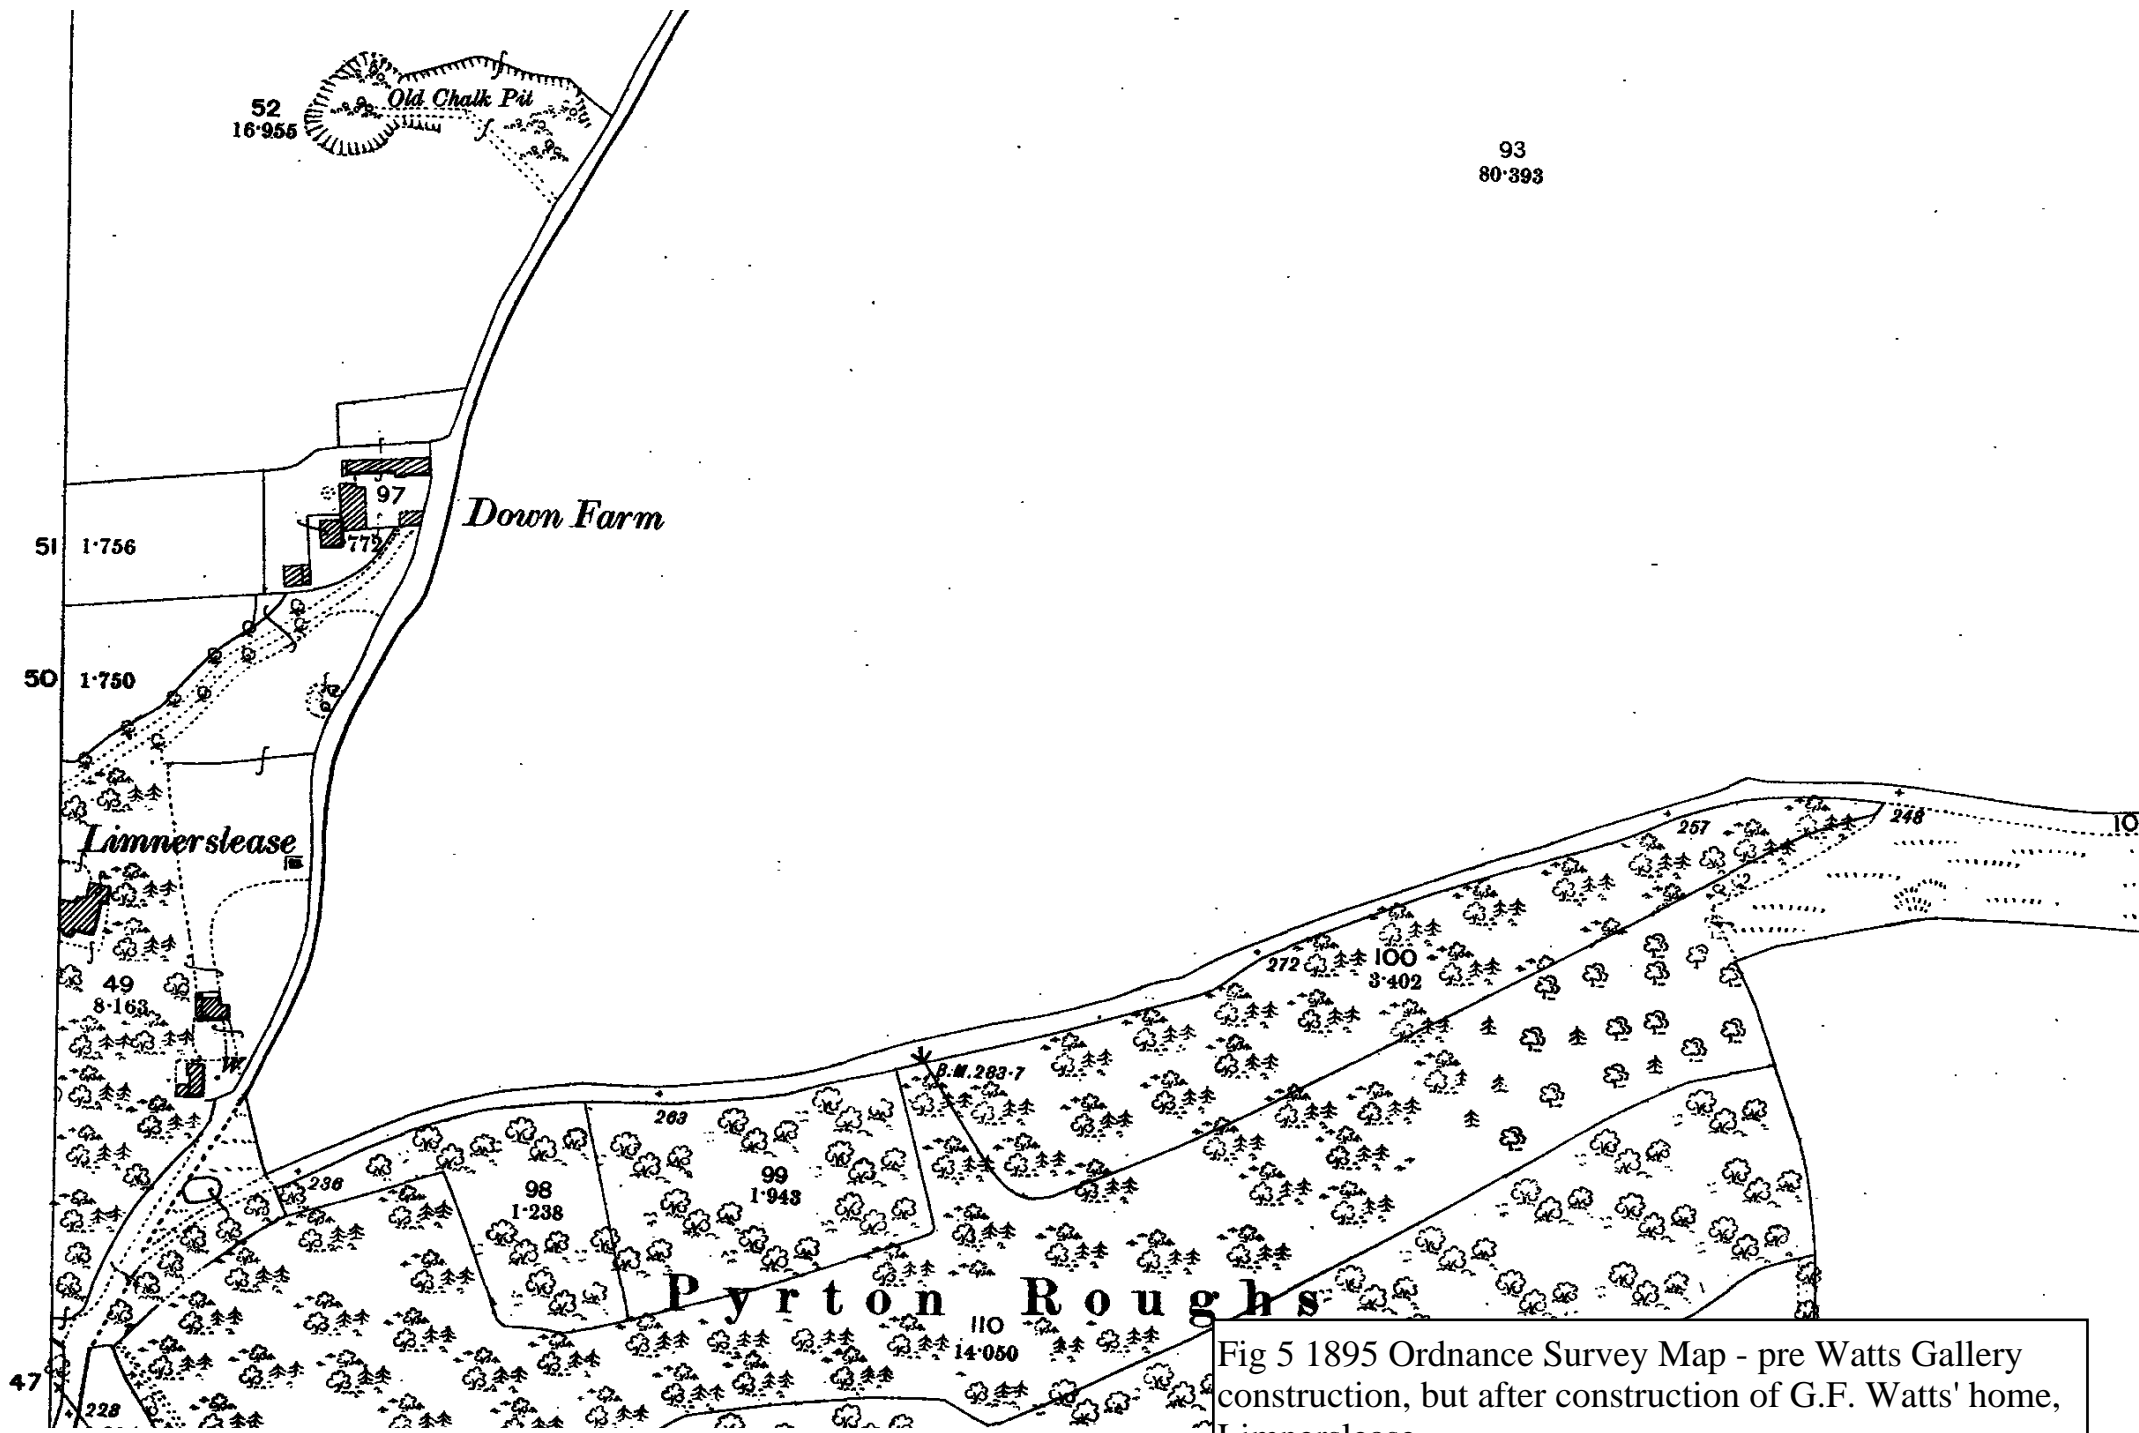 Old Chalk Pit
52
16·955
93
80·393
97
Down Farm
·772
51 1·756
50 1·750
Limnerslease
257
248
10
100
3·402
272
49
8·163
W
B.M. 283·7
263
236
99
1·943
98
1·238
Pyrton Roughs
110
14·050
47
228
Fig 5 1895 Ordnance Survey Map - pre Watts Gallery
construction, but after construction of G.F. Watts' home,
Limnerslease